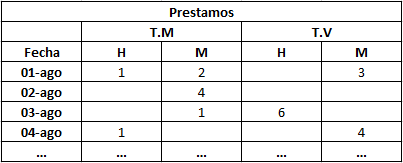 Prestamos
T.M T.V
Fecha H M H M
01-ago 1 2 3
02-ago 4
03-ago 1 6
04-ago 1 4
... ... ... ... ...